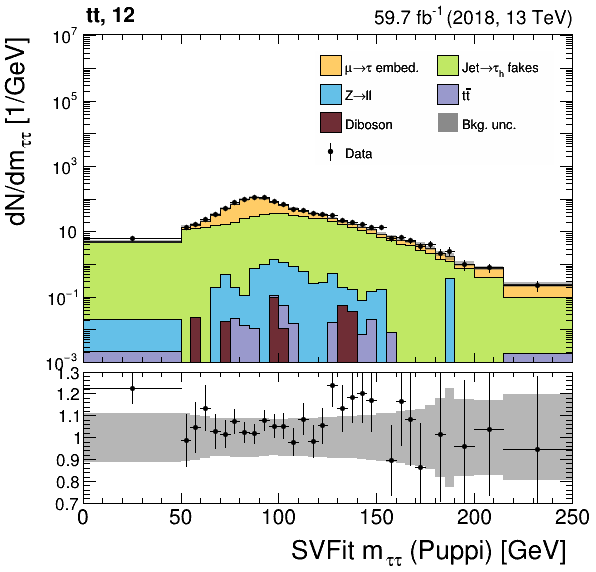 tt, 12
59.7 fb⁻¹ (2018, 13 TeV)
10⁷
10⁵
10³
10
10⁻¹
10⁻³
dN/dm_ττ [1/GeV]
μ→τ embed.
Jet→τ_h fakes
Z→ll
tt̅
Diboson
Bkg. unc.
Data
1.3
1.2
1.1
1
0.9
0.8
0.7
0 50 100 150 200 250
SVFit m_ττ (Puppi) [GeV]